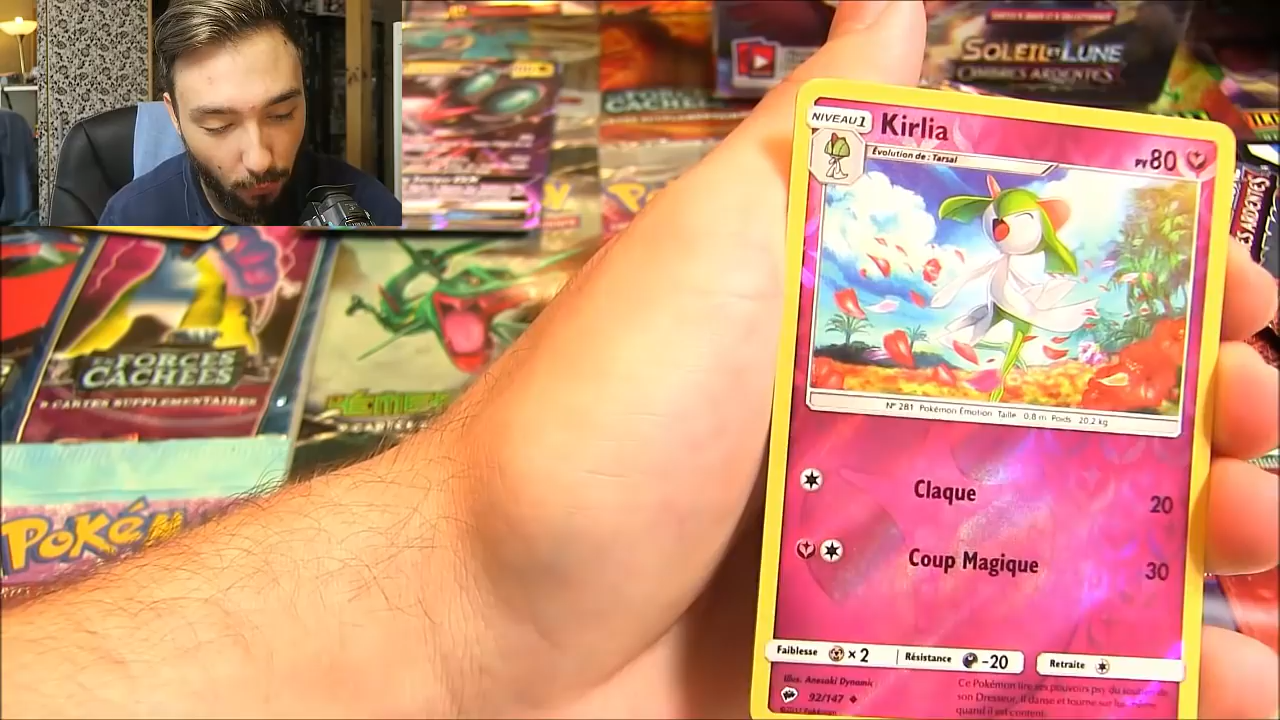 SOLEIL ET LUNE
OMBRES ARDENTES
FORCES
CACHÉES
9 CARTES SUPPLÉMENTAIRES
Poké
NIVEAU 1
Kirlia
PV 80
Évolution de : Tarsal
N° 281 Pokémon Émotion Taille : 0,8 m Poids : 20,2 kg
Claque 20
Coup Magique 30
Faiblesse ×2 Résistance -20 Retraite
Illus. Anesaki Dynamic
92/147
Ce Pokémon tire ses pouvoirs psy du
son Dresseur. Il danse et tourne sur
quand il est content.